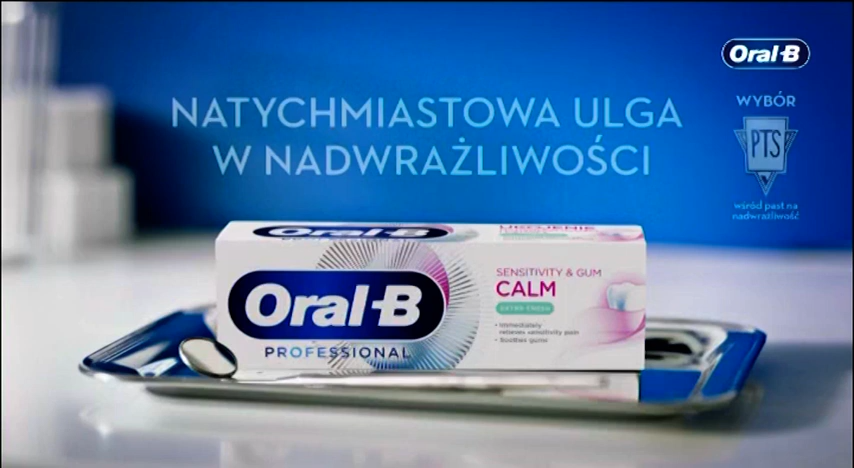 Oral-B
WYBÓR
PTS
wśród past na
nadwrażliwość
NATYCHMIASTOWA ULGA
W NADWRAŻLIWOŚCI
Oral-B
UKOJENIE
Oral-B
PROFESSIONAL
SENSITIVITY & GUM
CALM
EXTRA FRESH
• Immediately
relieves sensitivity pain
• Soothes gums